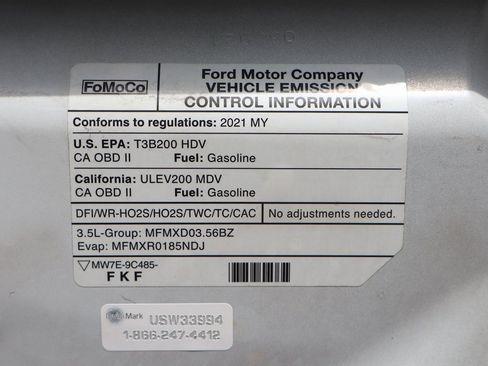 FoMoCo
Ford Motor Company
VEHICLE EMISSION
CONTROL INFORMATION
Conforms to regulations: 2021 MY
U.S. EPA: T3B200 HDV
CA OBD II Fuel: Gasoline
California: ULEV200 MDV
CA OBD II Fuel: Gasoline
DFI/WR-HO2S/HO2S/TWC/TC/CAC No adjustments needed.
3.5L-Group: MFMXD03.56BZ
Evap: MFMXR0185NDJ
MW7E-9C485-
FKF
Mark
USW33994
1-866-247-4412